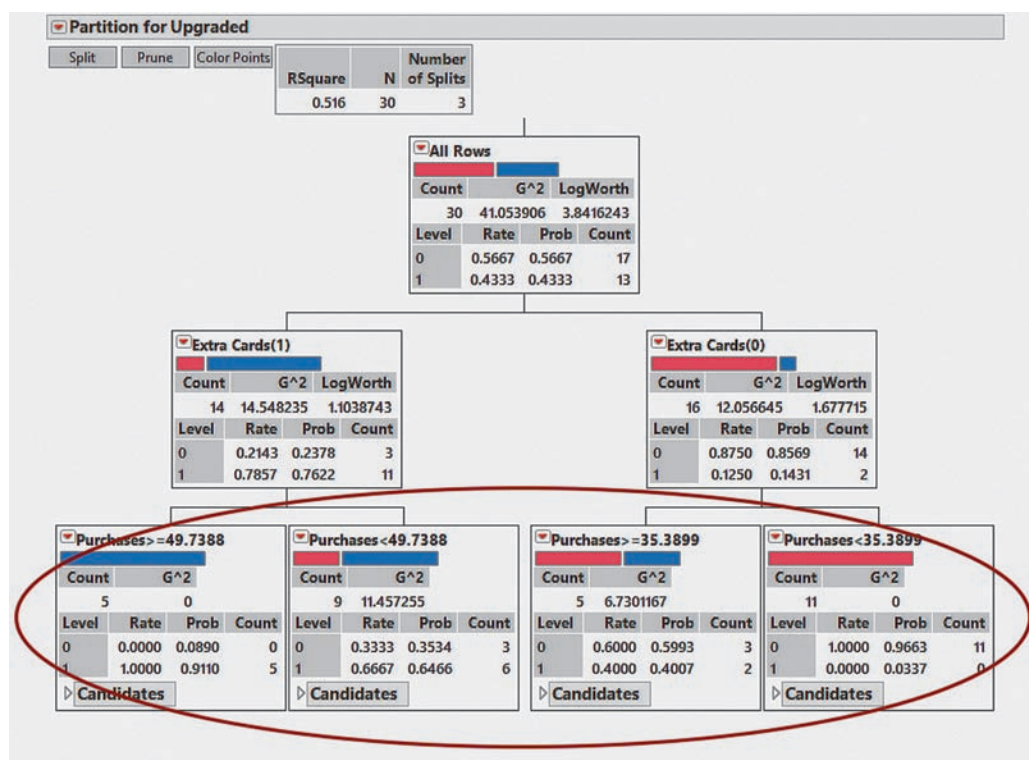 Partition for Upgraded
Split Prune Color Points
Number
RSquare N of Splits
0.516 30 3
All Rows
Count G^2 LogWorth
30 41.053906 3.8416243
Level Rate Prob Count
0 0.5667 0.5667 17
1 0.4333 0.4333 13
Extra Cards(1)
Count G^2 LogWorth
14 14.548235 1.1038743
Level Rate Prob Count
0 0.2143 0.2378 3
1 0.7857 0.7622 11
Extra Cards(0)
Count G^2 LogWorth
16 12.056645 1.677715
Level Rate Prob Count
0 0.8750 0.8569 14
1 0.1250 0.1431 2
Purchases>=49.7388
Count G^2
5 0
Level Rate Prob Count
0 0.0000 0.0890 0
1 1.0000 0.9110 5
Candidates
Purchases<49.7388
Count G^2
9 11.457255
Level Rate Prob Count
0 0.3333 0.3534 3
1 0.6667 0.6466 6
Candidates
Purchases>=35.3899
Count G^2
5 6.7301167
Level Rate Prob Count
0 0.6000 0.5993 3
1 0.4000 0.4007 2
Candidates
Purchases<35.3899
Count G^2
11 0
Level Rate Prob Count
0 1.0000 0.9663 11
1 0.0000 0.0337 0
Candidates